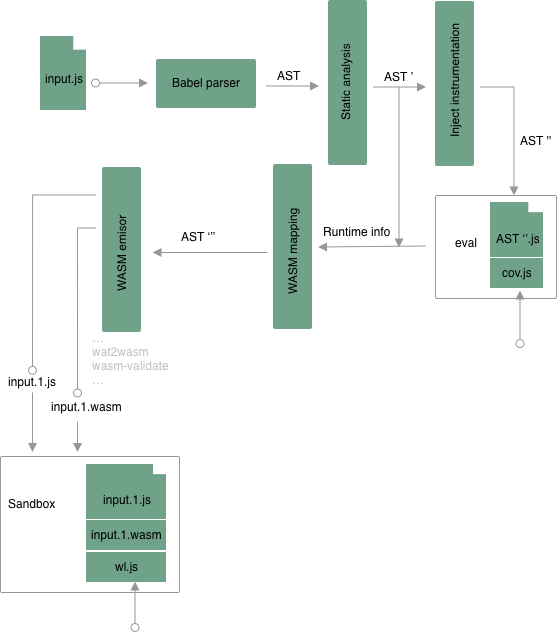 input.js
Babel parser
AST
Static analysis
AST '
Inject instrumentation
AST ''
eval
AST ‘'.js
cov.js
Runtime info
WASM mapping
AST ‘'’
WASM emisor
...
wat2wasm
wasm-validate
...
input.1.js
input.1.wasm
Sandbox
input.1.js
input.1.wasm
wl.js